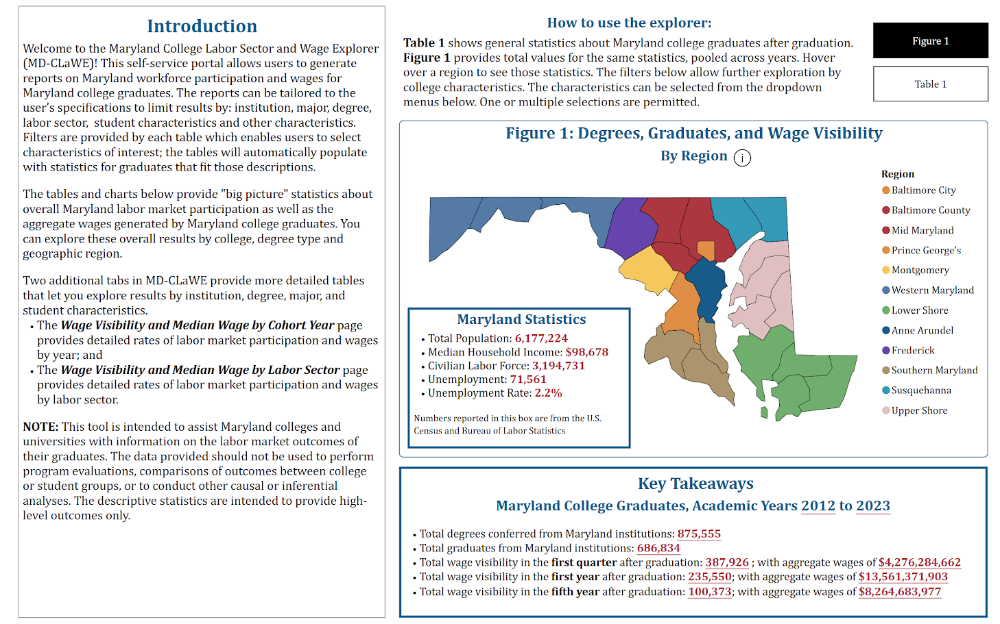 Introduction
Welcome to the Maryland College Labor Sector and Wage Explorer
(MD-CLaWE)! This self-service portal allows users to generate
reports on Maryland workforce participation and wages for
Maryland college graduates. The reports can be tailored to the
user's specifications to limit results by: institution, major, degree,
labor sector, student characteristics and other characteristics.
Filters are provided by each table which enables users to select
characteristics of interest; the tables will automatically populate
with statistics for graduates that fit those descriptions.
The tables and charts below provide "big picture" statistics about
overall Maryland labor market participation as well as the
aggregate wages generated by Maryland college graduates. You
can explore these overall results by college, degree type and
geographic region.
Two additional tabs in MD-CLaWE provide more detailed tables
that let you explore results by institution, degree, major, and
student characteristics.
• The Wage Visibility and Median Wage by Cohort Year page
provides detailed rates of labor market participation and wages
by year; and
• The Wage Visibility and Median Wage by Labor Sector page
provides detailed rates of labor market participation and wages
by labor sector.
NOTE: This tool is intended to assist Maryland colleges and
universities with information on the labor market outcomes of
their graduates. The data provided should not be used to perform
program evaluations, comparisons of outcomes between college
or student groups, or to conduct other causal or inferential
analyses. The descriptive statistics are intended to provide high-
level outcomes only.
How to use the explorer:
Table 1 shows general statistics about Maryland college graduates after graduation.
Figure 1 provides total values for the same statistics, pooled across years. Hover
over a region to see those statistics. The filters below allow further exploration by
college characteristics. The characteristics can be selected from the dropdown
menus below. One or multiple selections are permitted.
Figure 1
Table 1
Figure 1: Degrees, Graduates, and Wage Visibility
By Region i
Region
Baltimore City
Baltimore County
Mid Maryland
Prince George's
Montgomery
Western Maryland
Lower Shore
Anne Arundel
Frederick
Southern Maryland
Susquehanna
Upper Shore
Maryland Statistics
• Total Population: 6,177,224
• Median Household Income: $98,678
• Civilian Labor Force: 3,194,731
• Unemployment: 71,561
• Unemployment Rate: 2.2%
Numbers reported in this box are from the U.S.
Census and Bureau of Labor Statistics
Key Takeaways
Maryland College Graduates, Academic Years 2012 to 2023
• Total degrees conferred from Maryland institutions: 875,555
• Total graduates from Maryland institutions: 686,834
• Total wage visibility in the first quarter after graduation: 387,926 ; with aggregate wages of $4,276,284,662
• Total wage visibility in the first year after graduation: 235,550; with aggregate wages of $13,561,371,903
• Total wage visibility in the fifth year after graduation: 100,373; with aggregate wages of $8,264,683,977